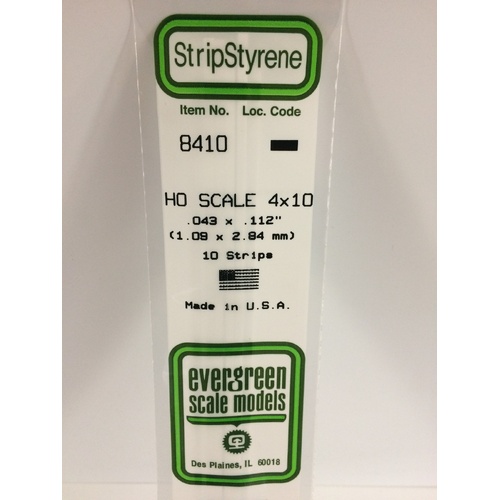 StripStyrene
Item No. Loc. Code
8410
HO SCALE 4x10
.043 x .112"
(1.09 x 2.84 mm)
10 Strips
Made in U.S.A.
evergreen
scale models
Des Plaines, IL 60018